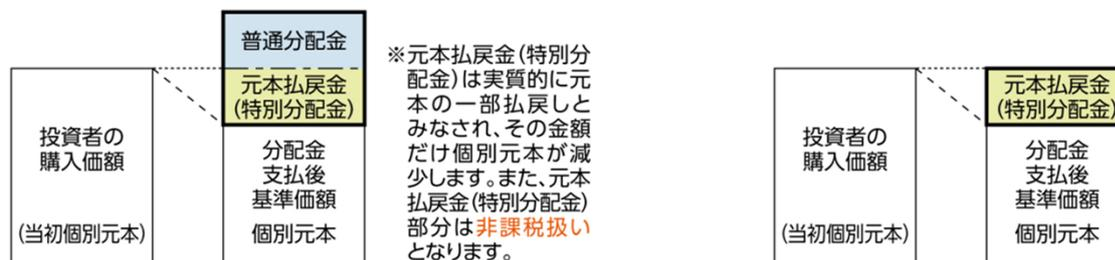 普通分配金
元本払戻金
(特別分配金)
投資者の
購入価額
(当初個別元本)
分配金
支払後
基準価額
個別元本
※元本払戻金(特別分
配金)は実質的に元
本の一部払戻しと
みなされ、その金額
だけ個別元本が減
少します。また、元本
払戻金(特別分配金)
部分は非課税扱い
となります。
元本払戻金
(特別分配金)
投資者の
購入価額
(当初個別元本)
分配金
支払後
基準価額
個別元本